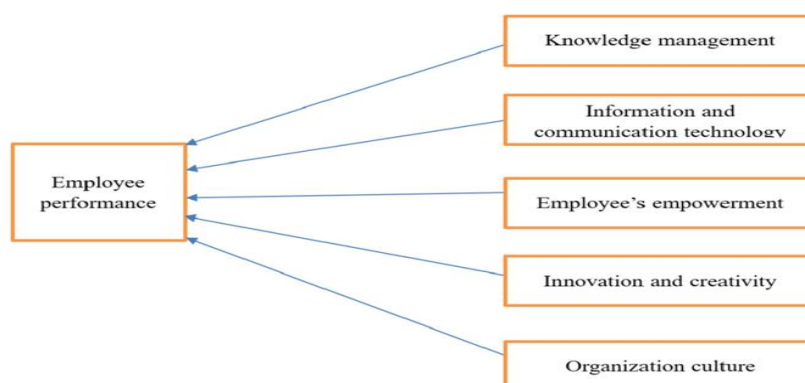 Knowledge management
Information and
communication technology
Employee
performance
Employee's empowerment
Innovation and creativity
Organization culture